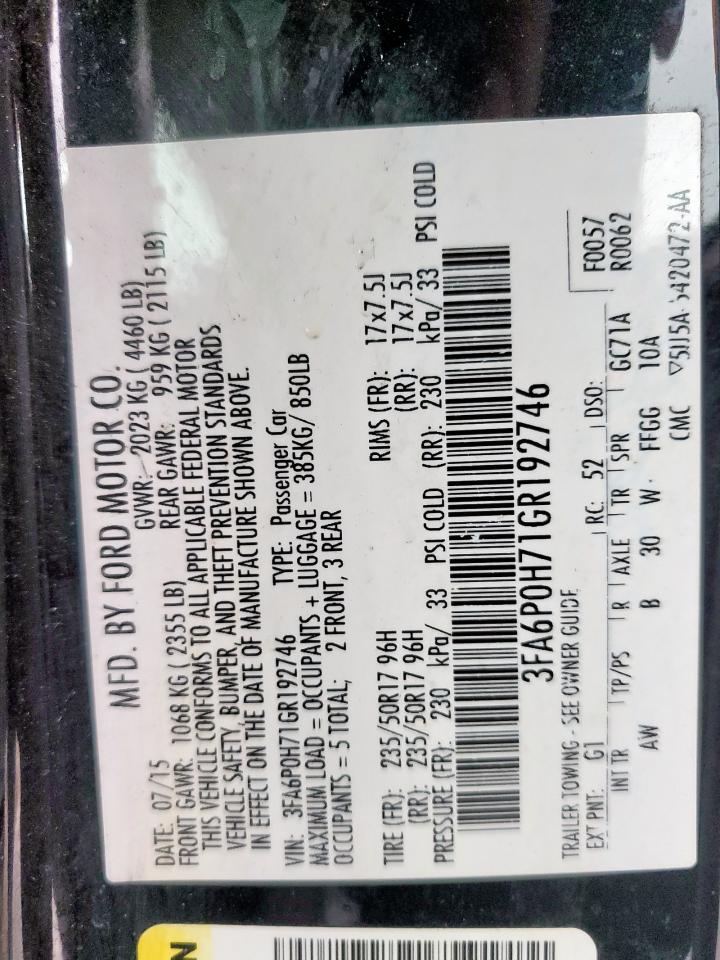 MFD. BY FORD MOTOR CO.
DATE: 07/15 GVWR: 2023 KG ( 4460 LB)
FRONT GAWR: 1068 KG ( 2355 LB) REAR GAWR: 959 KG ( 2115 LB)
THIS VEHICLE CONFORMS TO ALL APPLICABLE FEDERAL MOTOR
VEHICLE SAFETY, BUMPER, AND THEFT PREVENTION STANDARDS
IN EFFECT ON THE DATE OF MANUFACTURE SHOWN ABOVE.
VIN: 3FA6P0H71GR192746 TYPE: Passenger Car
MAXIMUM LOAD = OCCUPANTS + LUGGAGE = 385KG/ 850LB
OCCUPANTS = 5 TOTAL; 2 FRONT, 3 REAR
TIRE (FR): 235/50R17 96H RIMS (FR): 17x7.5J
(RR): 235/50R17 96H (RR): 17x7.5J
PRESSURE (FR): 230 kPa/ 33 PSI COLD (RR): 230 kPa/ 33 PSI COLD
3FA6P0H71GR192746
TRAILER TOWING - SEE OWNER GUIDE F0057
EXT PNT: G1 RC: 52 DSO: R0062
INT TR TP/PS R AXLE TR SPR GC71A
AW B 30 W FFGG 10A
CMC
N